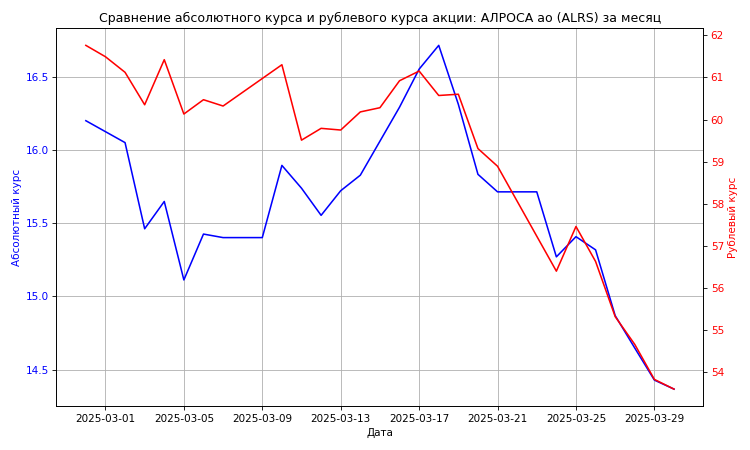 Сравнение абсолютного курса и рублевого курса акции: АЛРОСА ао (ALRS) за месяц
Абсолютный курс
16.5
16.0
15.5
15.0
14.5
62
61
60
59
58
57
56
55
54
Рублевый курс
2025-03-01 2025-03-05 2025-03-09 2025-03-13 2025-03-17 2025-03-21 2025-03-25 2025-03-29
Дата